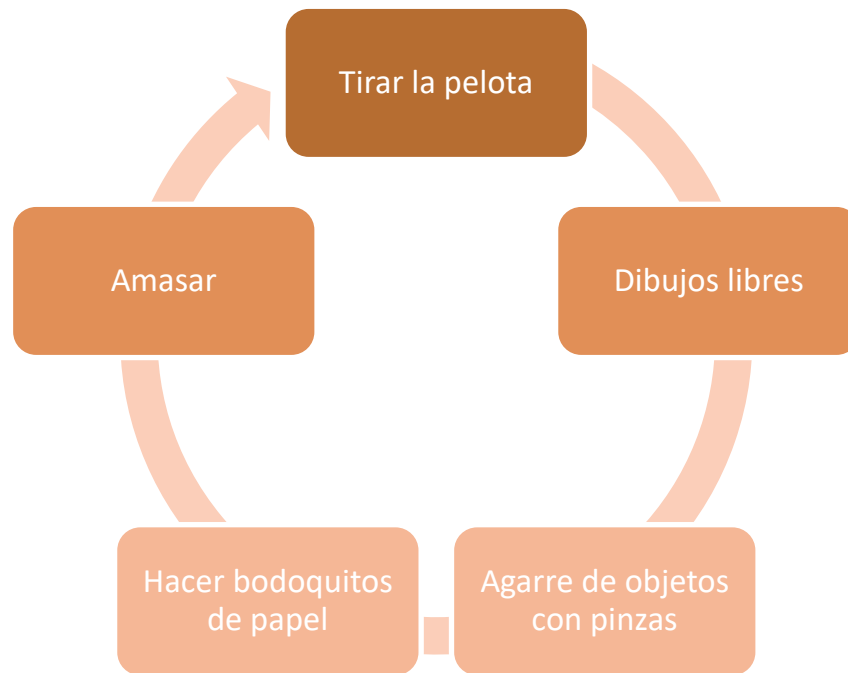 Tirar la pelota
Dibujos libres
Agarre de objetos
con pinzas
Hacer bodoquitos
de papel
Amasar